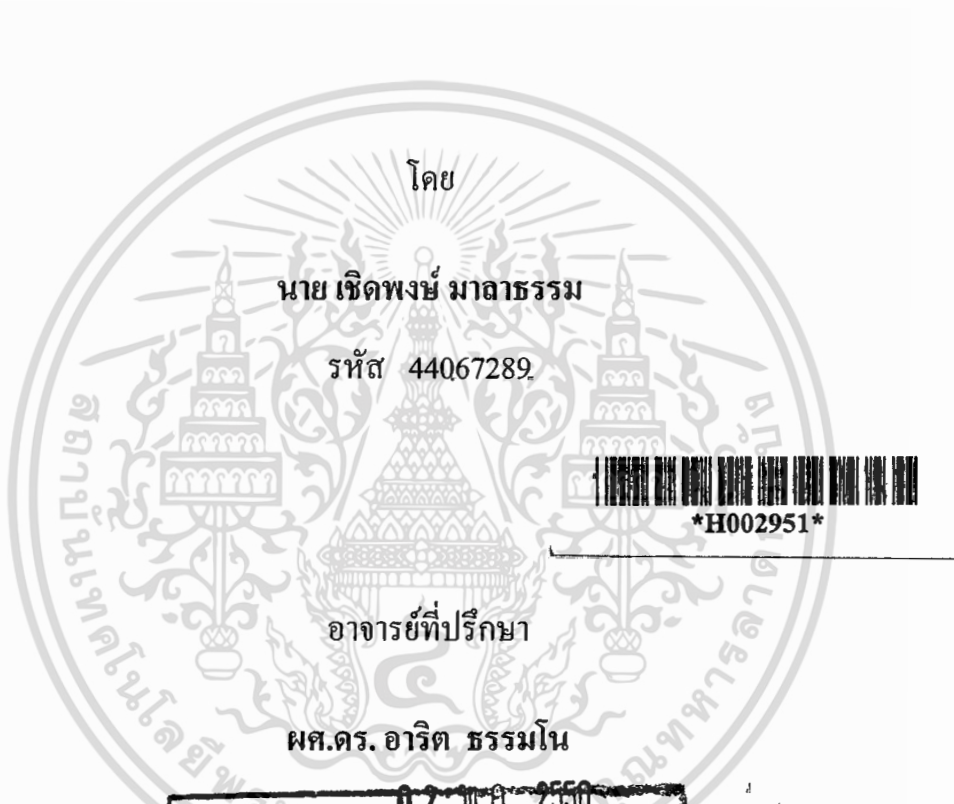 โดย
นาย เชิดพงษ์ มาลาธรรม
รหัส 44067289
*H002951*
อาจารย์ที่ปรึกษา
ผศ.ดร. อาริต ธรรมโน
2550